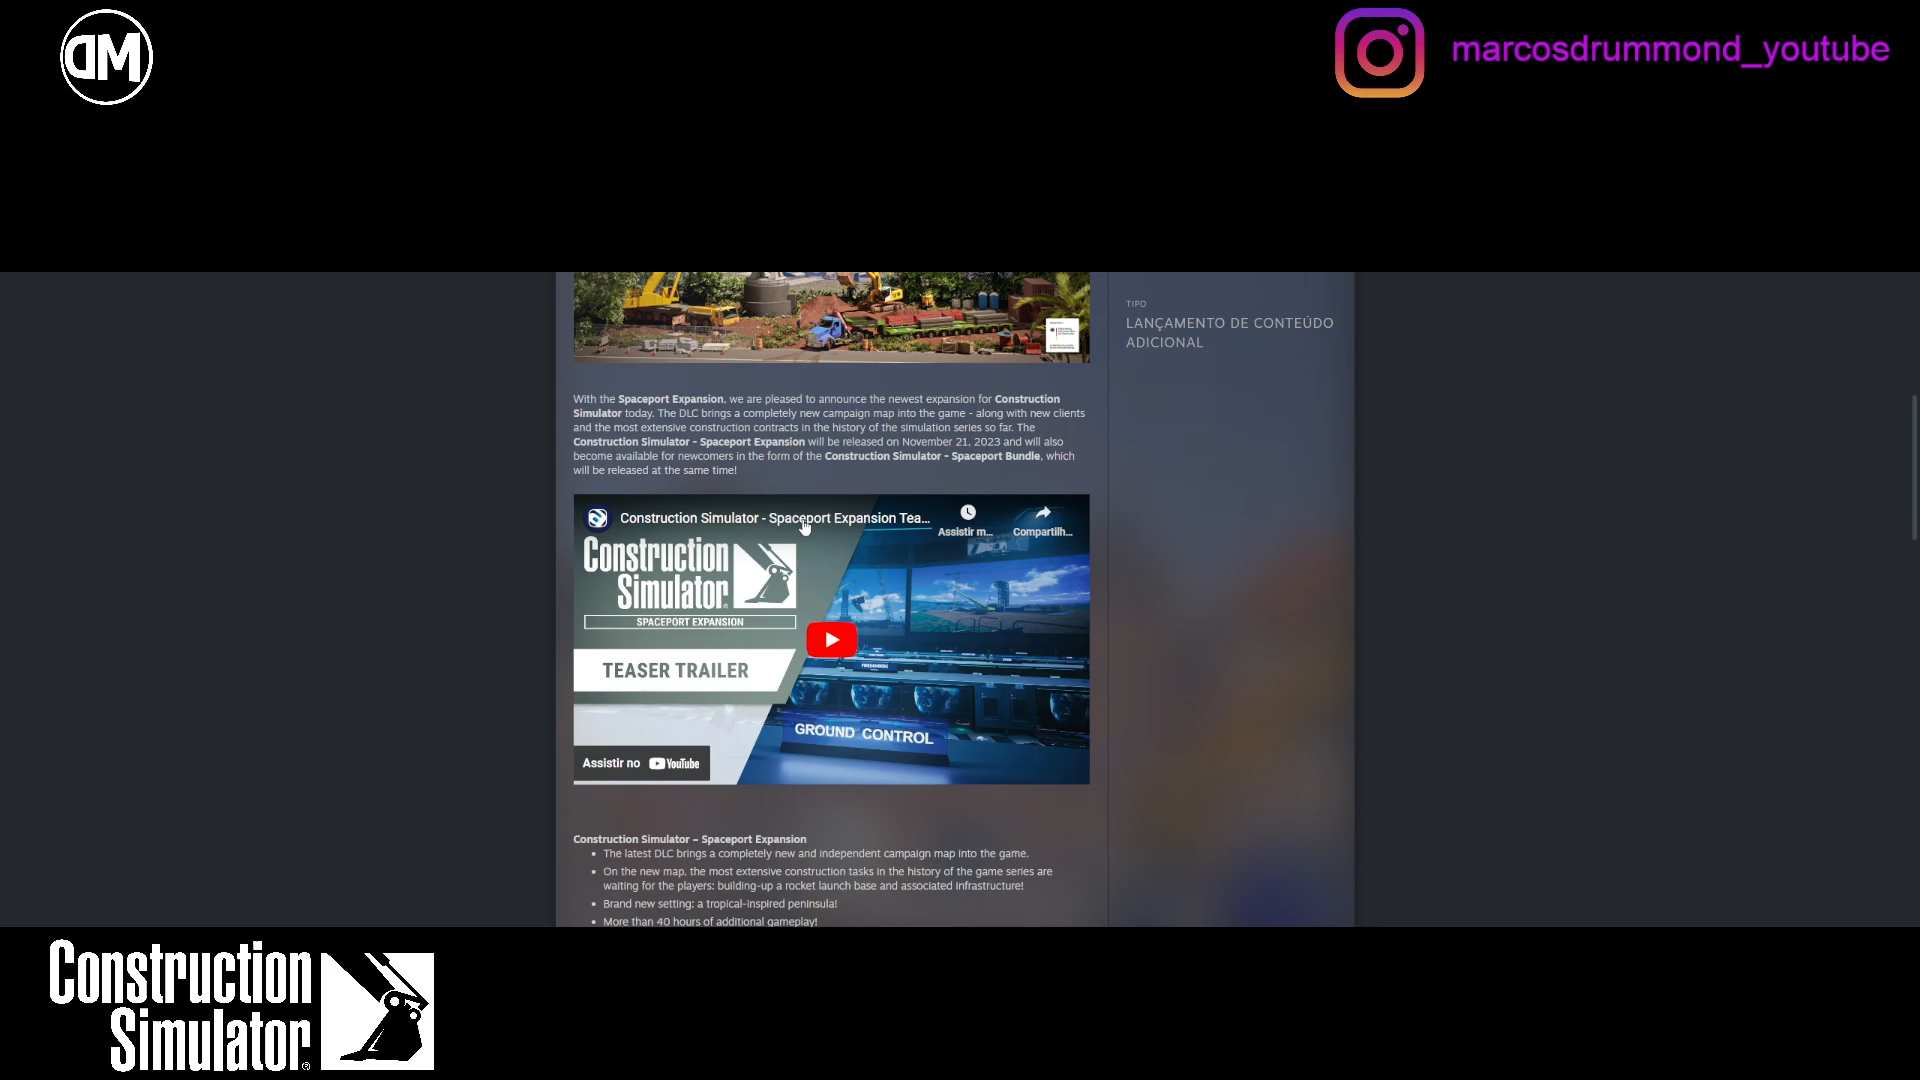 DM
marcosdrummond_youtube
TIPO
LANÇAMENTO DE CONTEÚDO
ADICIONAL
With the Spaceport Expansion, we are pleased to announce the newest expansion for Construction
Simulator today. The DLC brings a completely new campaign map into the game - along with new clients
and the most extensive construction contracts in the history of the simulation series so far. The
Construction Simulator - Spaceport Expansion will be released on November 21, 2023 and will also
become available for newcomers in the form of the Construction Simulator - Spaceport Bundle, which
will be released at the same time!
Construction Simulator - Spaceport Expansion Tea...
Assistir m...
Compartilh...
Construction
Simulator
SPACEPORT EXPANSION
TEASER TRAILER
GROUND CONTROL
Assistir no YouTube
Construction Simulator – Spaceport Expansion
• The latest DLC brings a completely new and independent campaign map into the game.
• On the new map, the most extensive construction tasks in the history of the game series are
waiting for the players: building-up a rocket launch base and associated infrastructure!
• Brand new setting: a tropical-inspired peninsula!
• More than 40 hours of additional gameplay!
Construction
Simulator®